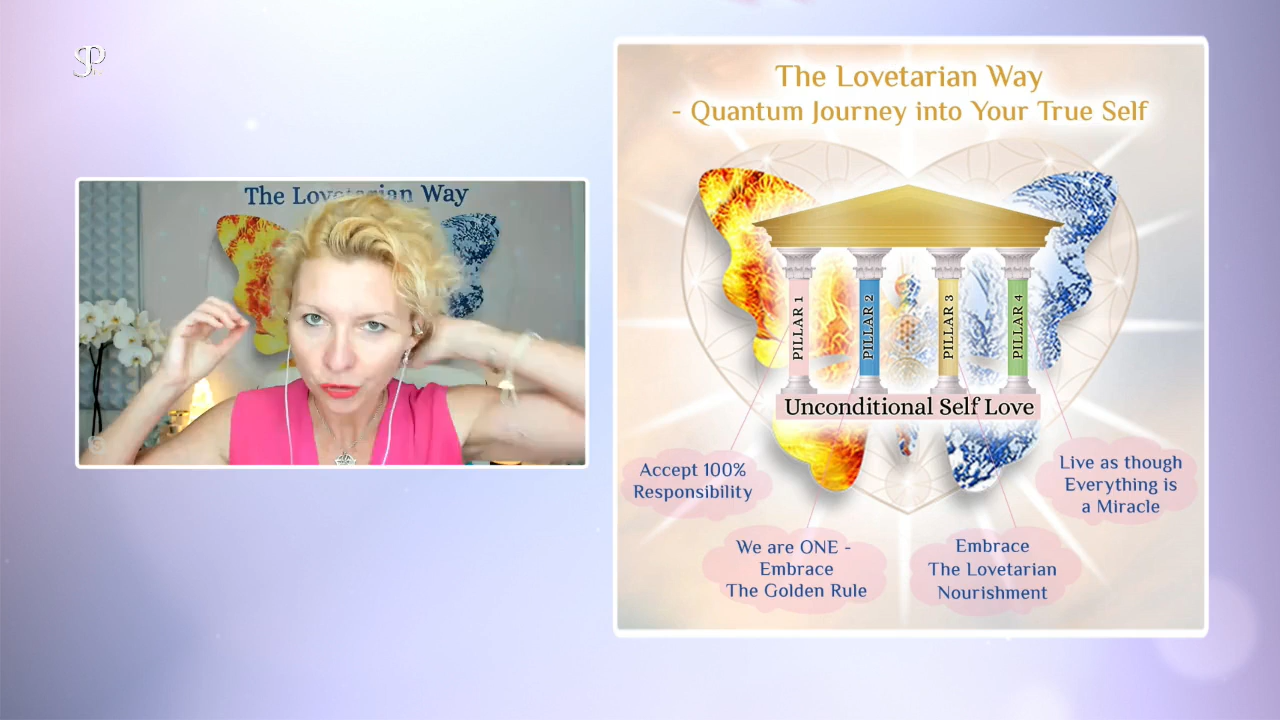 SP
The Lovetarian Way
The Lovetarian Way
- Quantum Journey into Your True Self
PILLAR 1
PILLAR 2
PILLAR 3
PILLAR 4
Unconditional Self Love
Accept 100%
Responsibility
We are ONE -
Embrace
The Golden Rule
Embrace
The Lovetarian
Nourishment
Live as though
Everything is
a Miracle